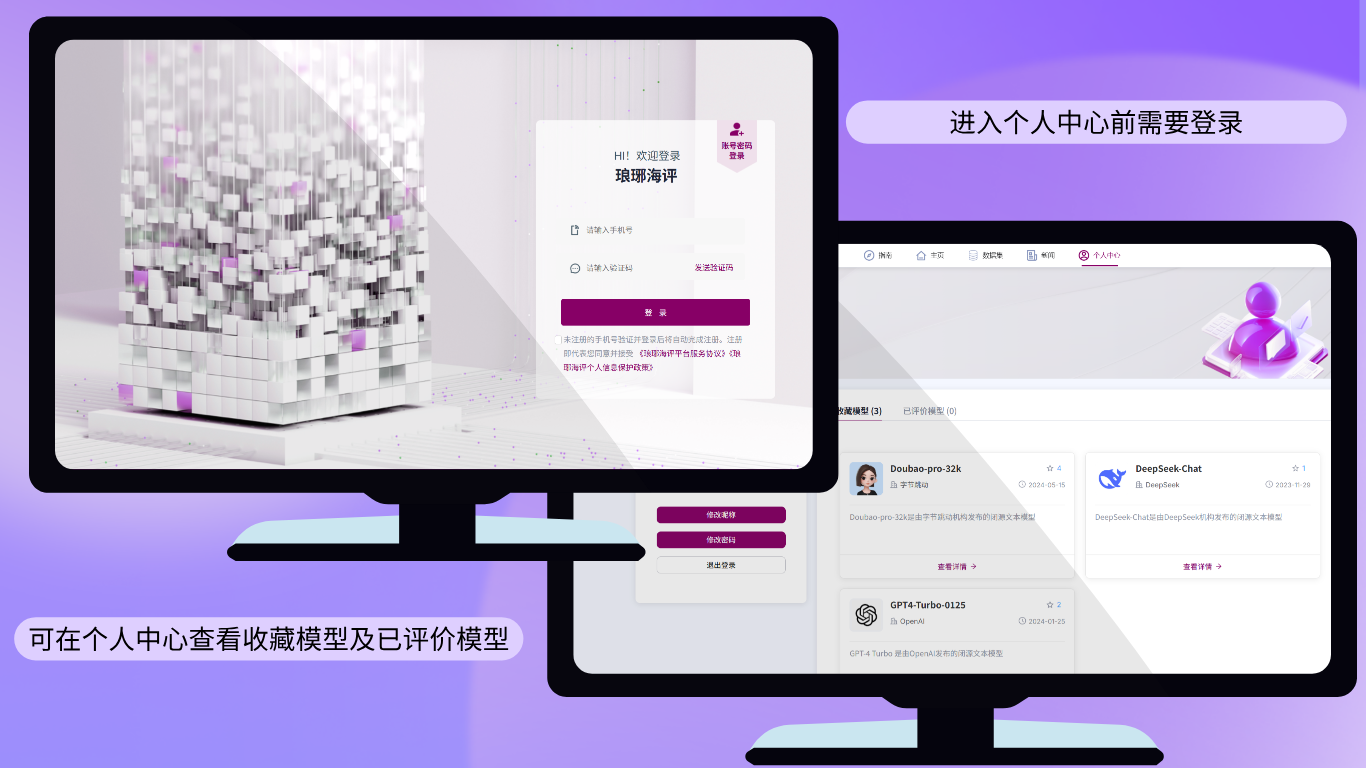 HI！欢迎登录
琅琊海评
账号密码
登录
请输入手机号
请输入验证码
发送验证码
登 录
未注册的手机号验证并登录后将自动完成注册。注册
即代表您同意并接受 《琅琊海评平台服务协议》《琅
琊海评个人信息保护政策》
进入个人中心前需要登录
指南
主页
数据集
新闻
个人中心
收藏模型 (3)
已评价模型 (0)
Doubao-pro-32k
4
字节跳动
2024-05-15
Doubao-pro-32k是由字节跳动机构发布的闭源文本模型
查看详情 →
DeepSeek-Chat
1
DeepSeek
2023-11-29
DeepSeek-Chat是由DeepSeek机构发布的闭源文本模型
查看详情 →
GPT4-Turbo-0125
2
OpenAI
2024-01-25
GPT-4 Turbo 是由OpenAI发布的闭源文本模型
修改昵称
修改密码
退出登录
可在个人中心查看收藏模型及已评价模型